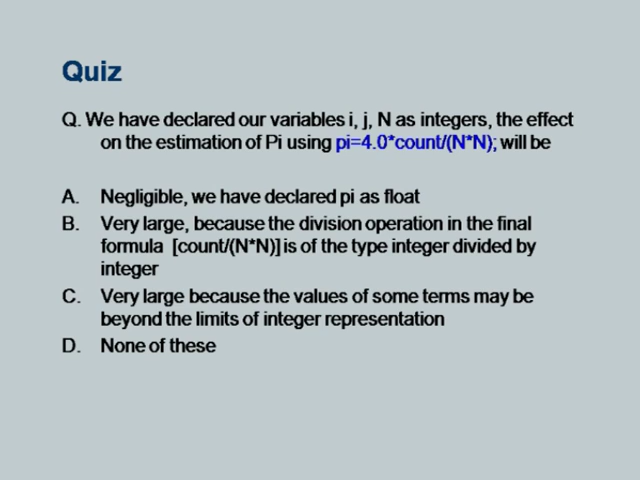 Quiz
Q. We have declared our variables i, j, N as integers, the effect
on the estimation of Pi using pi=4.0*count/(N*N); will be
A. Negligible, we have declared pi as float
B. Very large, because the division operation in the final
formula [count/(N*N)] is of the type integer divided by
integer
C. Very large because the values of some terms may be
beyond the limits of integer representation
D. None of these